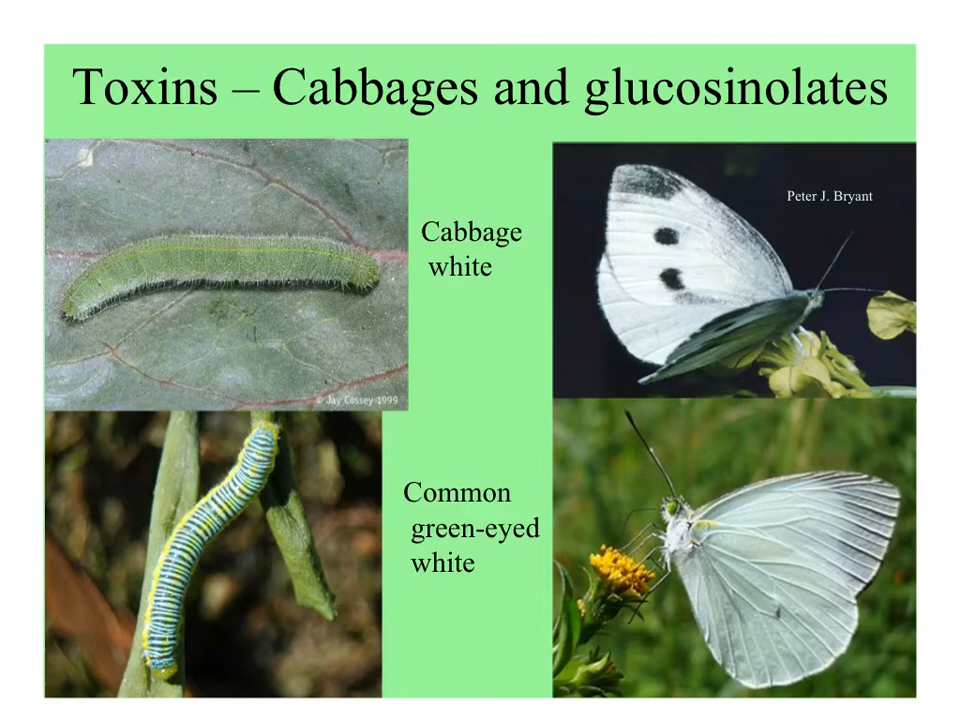 Toxins – Cabbages and glucosinolates
Peter J. Bryant
Cabbage
white
© Jay Cossey 1999
Common
green-eyed
white